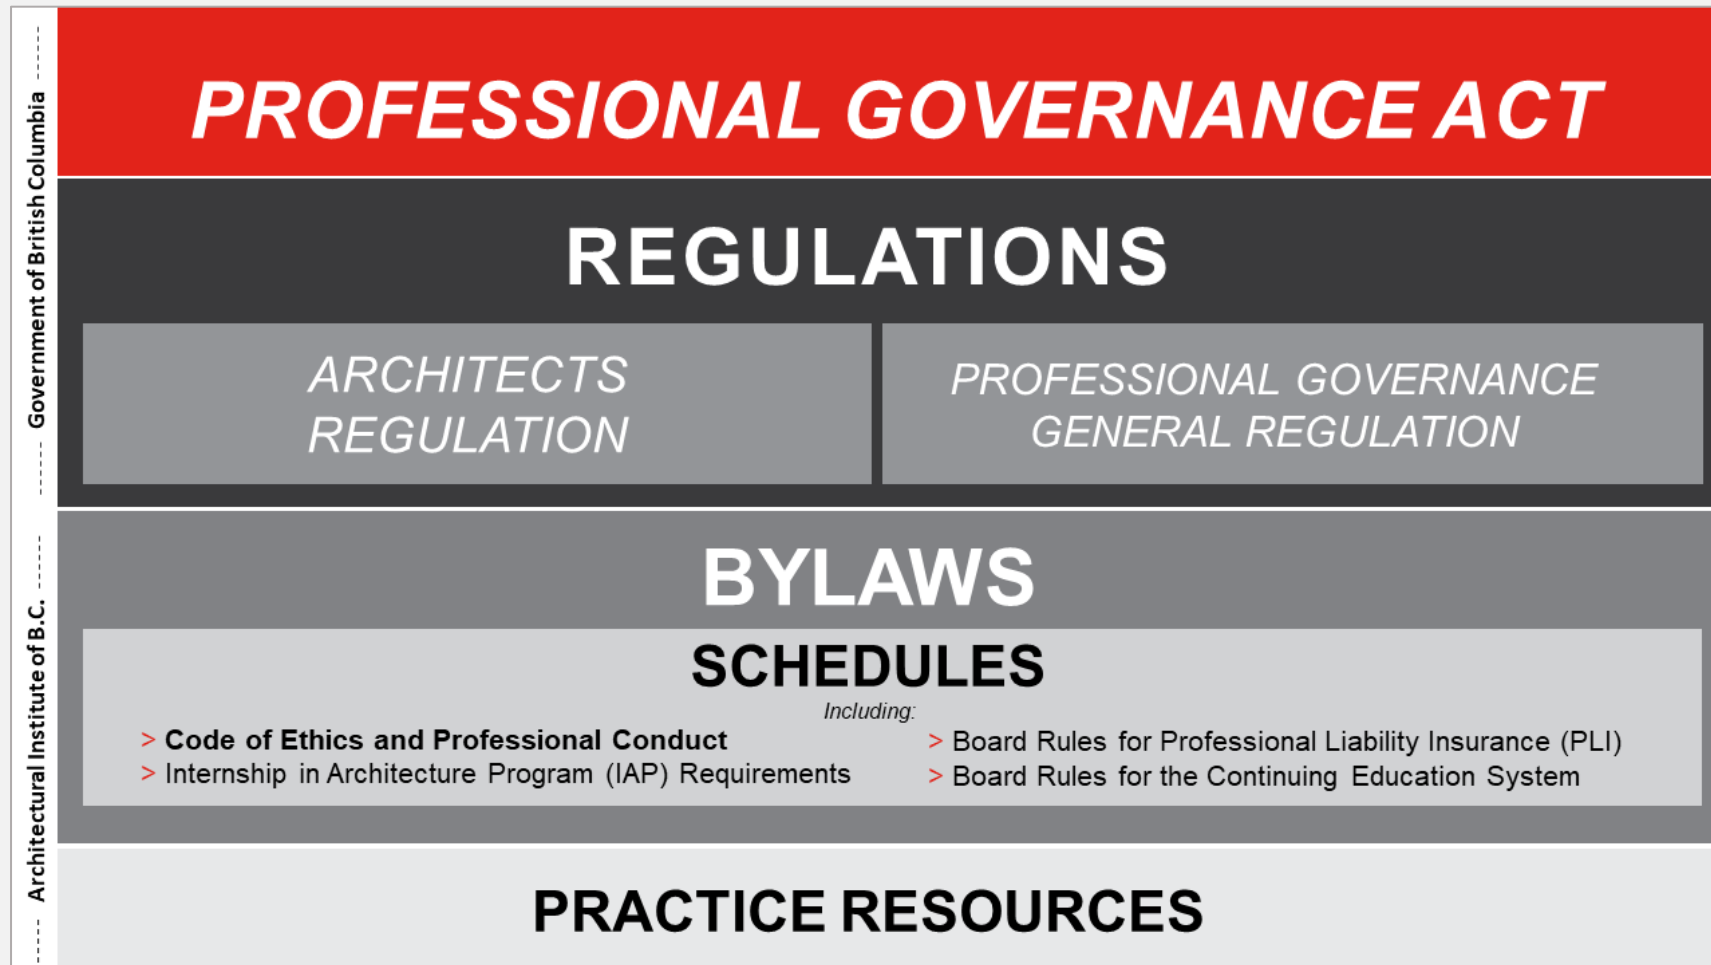 PROFESSIONAL GOVERNANCE ACT
Government of British Columbia
REGULATIONS
ARCHITECTS
REGULATION
PROFESSIONAL GOVERNANCE
GENERAL REGULATION
Architectural Institute of B.C.
BYLAWS
SCHEDULES
Including:
> Code of Ethics and Professional Conduct
> Internship in Architecture Program (IAP) Requirements
> Board Rules for Professional Liability Insurance (PLI)
> Board Rules for the Continuing Education System
PRACTICE RESOURCES